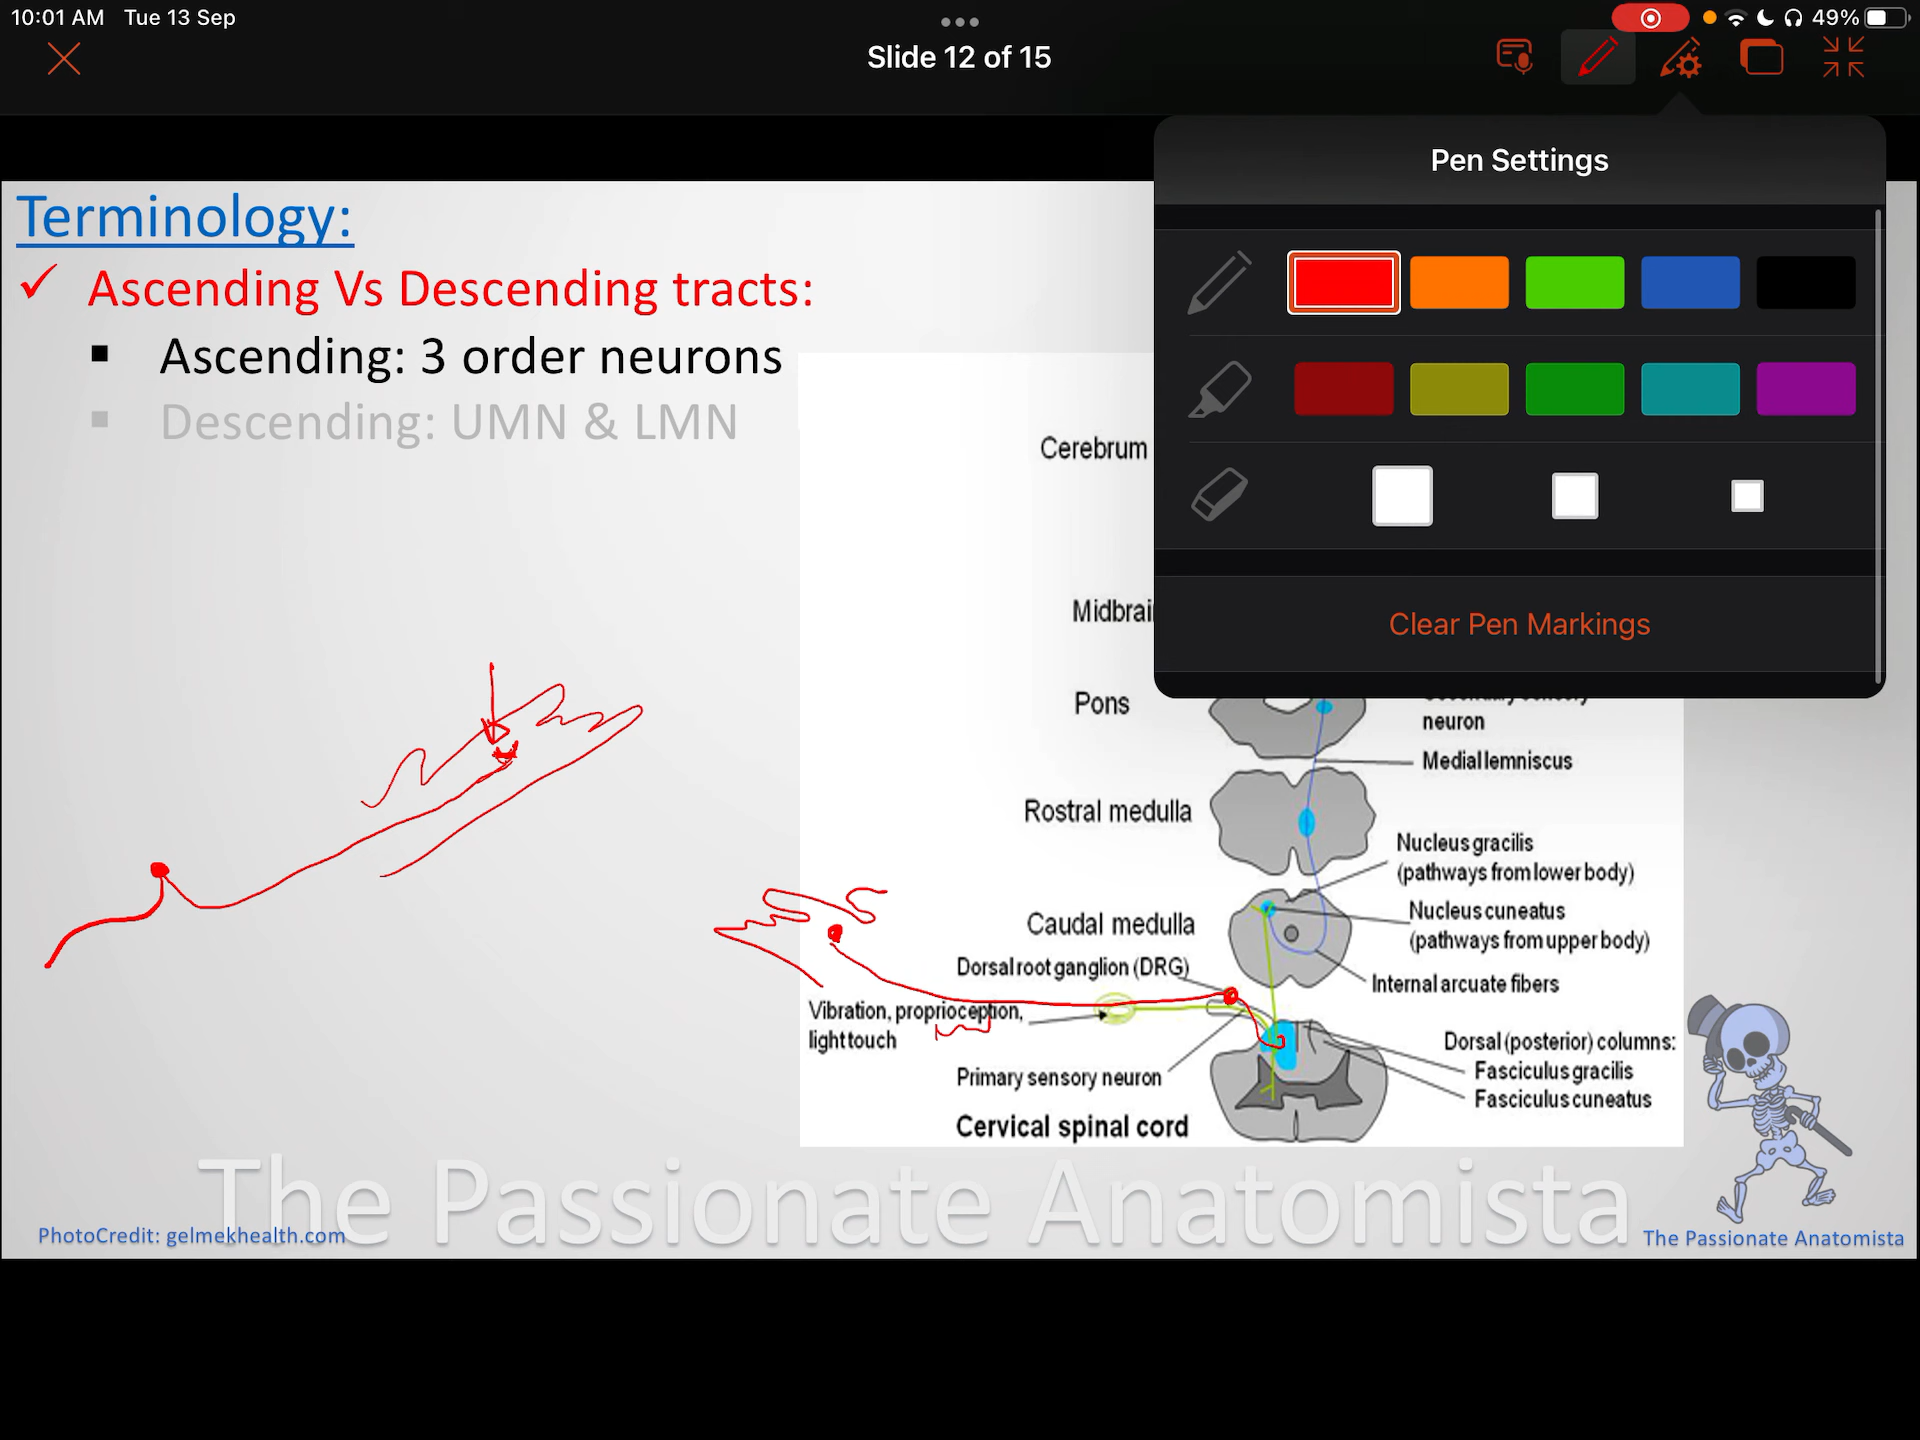 10:01 AM Tue 13 Sep
49%
Slide 12 of 15
Pen Settings
Clear Pen Markings
Terminology:
✓ Ascending Vs Descending tracts:
▪ Ascending: 3 order neurons
▪ Descending: UMN & LMN
Cerebrum
Midbrai
Pons
neuron
Medial lemniscus
Rostral medulla
Nucleus gracilis
(pathways from lower body)
Caudal medulla
Nucleus cuneatus
(pathways from upper body)
Dorsal root ganglion (DRG)
Internal arcuate fibers
Vibration, proprioception,
light touch
Dorsal (posterior) columns:
Fasciculus gracilis
Fasciculus cuneatus
Primary sensory neuron
Cervical spinal cord
The Passionate Anatomista
PhotoCredit: gelmekhealth.com
The Passionate Anatomista